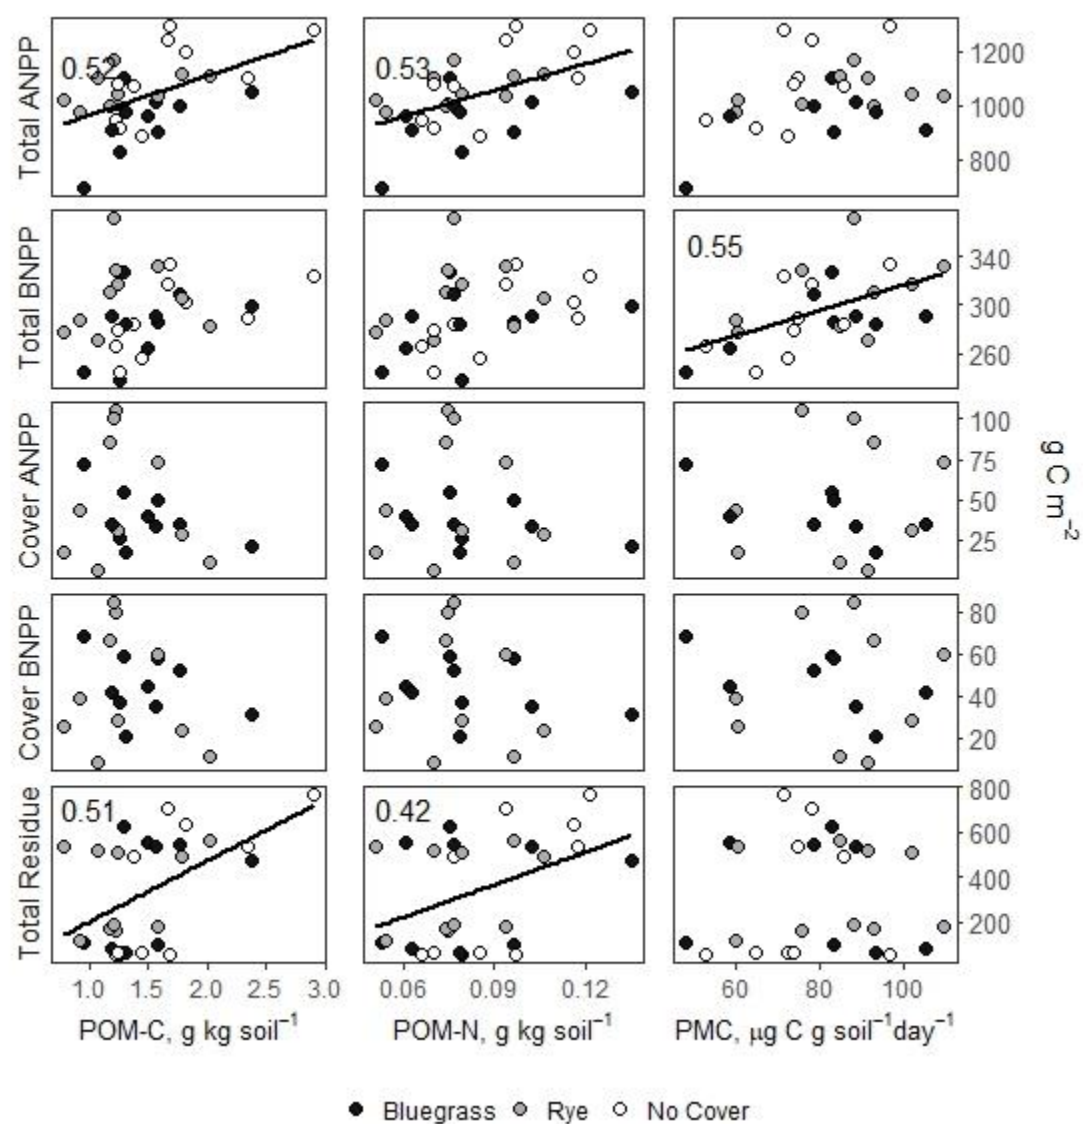 Total ANPP
0.52
0.53
1200
1000
800
Total BNPP
0.55
340
300
260
Cover ANPP
100
75
50
25
g C m⁻²
Cover BNPP
80
60
40
20
Total Residue
0.51
0.42
800
600
400
200
1.0 1.5 2.0 2.5 3.0
0.06 0.09 0.12
60 80 100
POM-C, g kg soil⁻¹
POM-N, g kg soil⁻¹
PMC, μg C g soil⁻¹day⁻¹
Bluegrass Rye No Cover